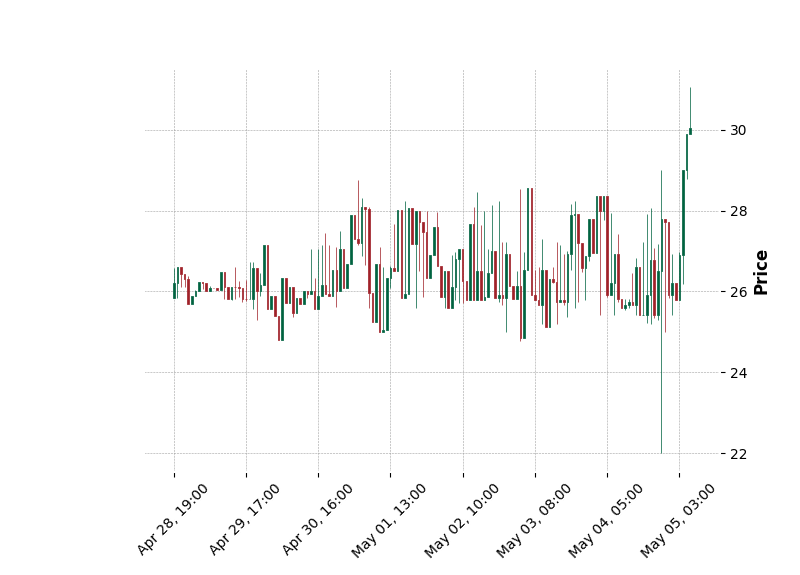 30
28
26
24
22
Price
Apr 28, 19:00
Apr 29, 17:00
Apr 30, 16:00
May 01, 13:00
May 02, 10:00
May 03, 08:00
May 04, 05:00
May 05, 03:00